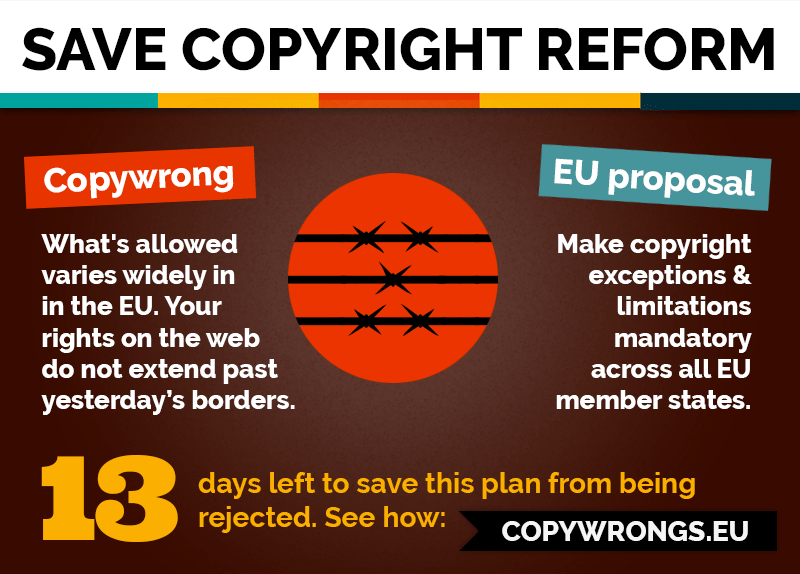 SAVE COPYRIGHT REFORM
Copywrong
What's allowed
varies widely in
in the EU. Your
rights on the web
do not extend past
yesterday's borders.
EU proposal
Make copyright
exceptions &
limitations
mandatory
across all EU
member states.
13
days left to save this plan from being
rejected. See how:
COPYWRONGS.EU